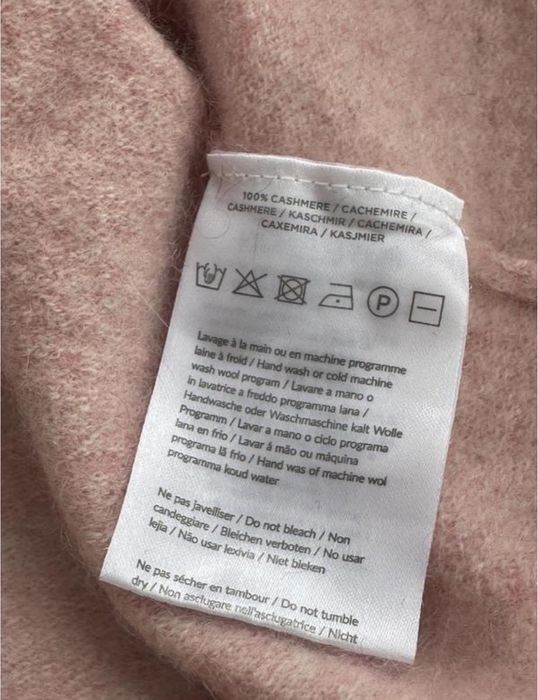 100% CASHMERE / CACHEMIRE /
CASHMERE / KASCHMIR / CACHEMIRA /
CAXEMIRA / KASJMIER
P
Lavage à la main ou en machine programme
laine à froid / Hand wash or cold machine
wash wool program / Lavare a mano o
in lavatrice a freddo programma lana /
Handwasche oder Waschmaschine kalt Wolle
Programm / Lavar a mano o ciclo programa
lana en frio / Lavar á mão ou máquina
programa lã frio / Hand was of machine wol
programma koud water
Ne pas javelliser / Do not bleach / Non
candeggiare / Bleichen verboten / No usar
lejia / Não usar lexivia / Niet bleken
Ne pas sécher en tambour / Do not tumble
dry / Non asciugare nell'asciugatrice / Nicht